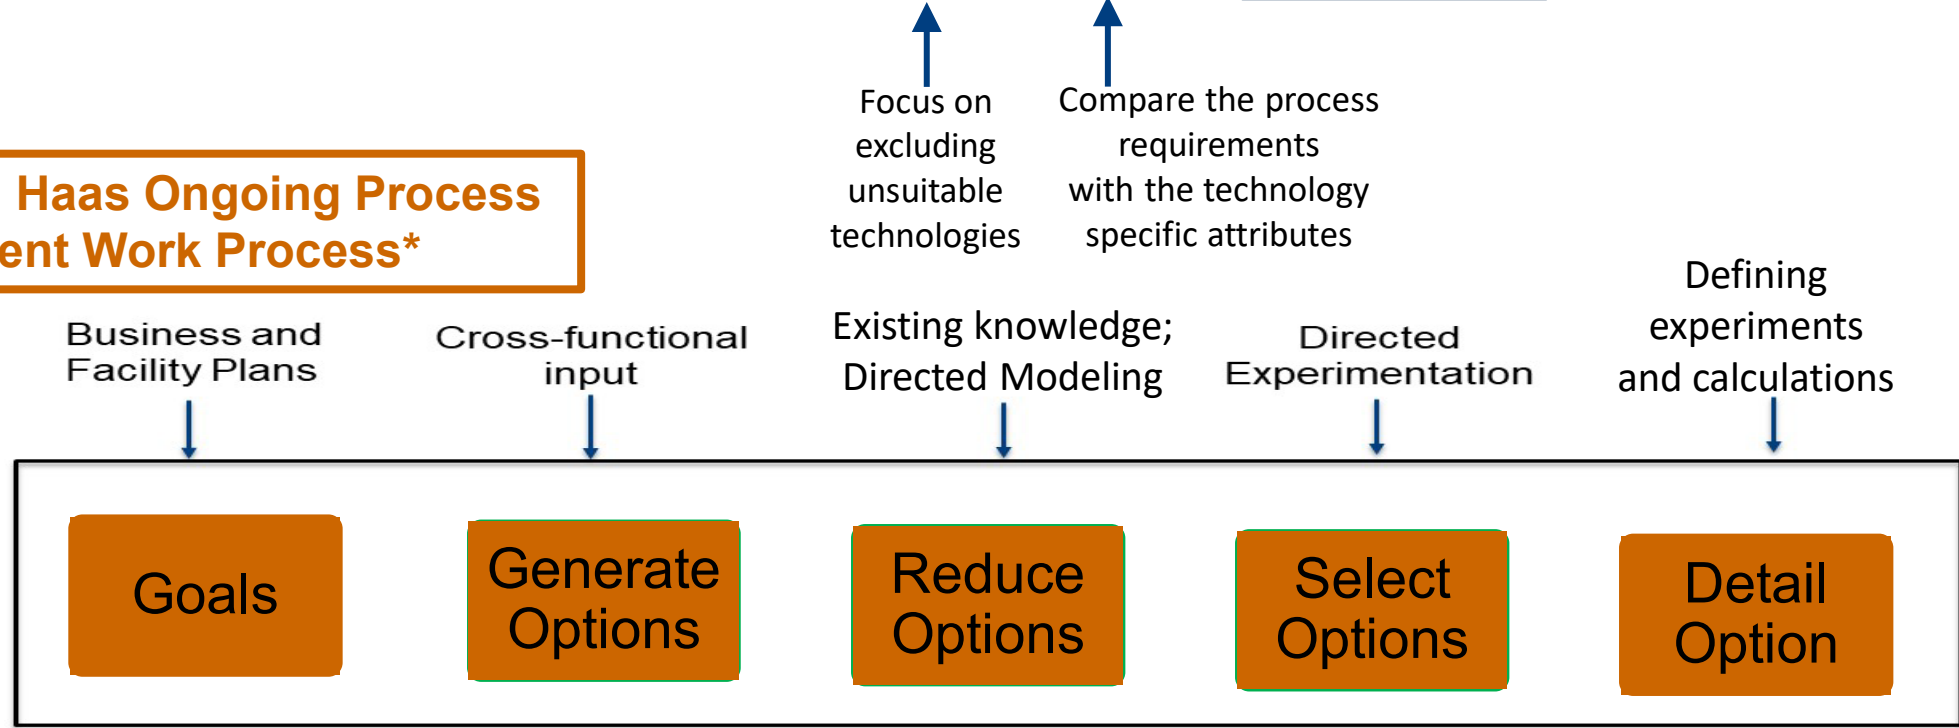 Focus on
excluding
unsuitable
technologies
Compare the process
requirements
with the technology
specific attributes
Haas Ongoing Process
ent Work Process*
Business and
Facility Plans
Cross-functional
input
Existing knowledge;
Directed Modeling
Directed
Experimentation
Defining
experiments
and calculations
Goals
Generate
Options
Reduce
Options
Select
Options
Detail
Option